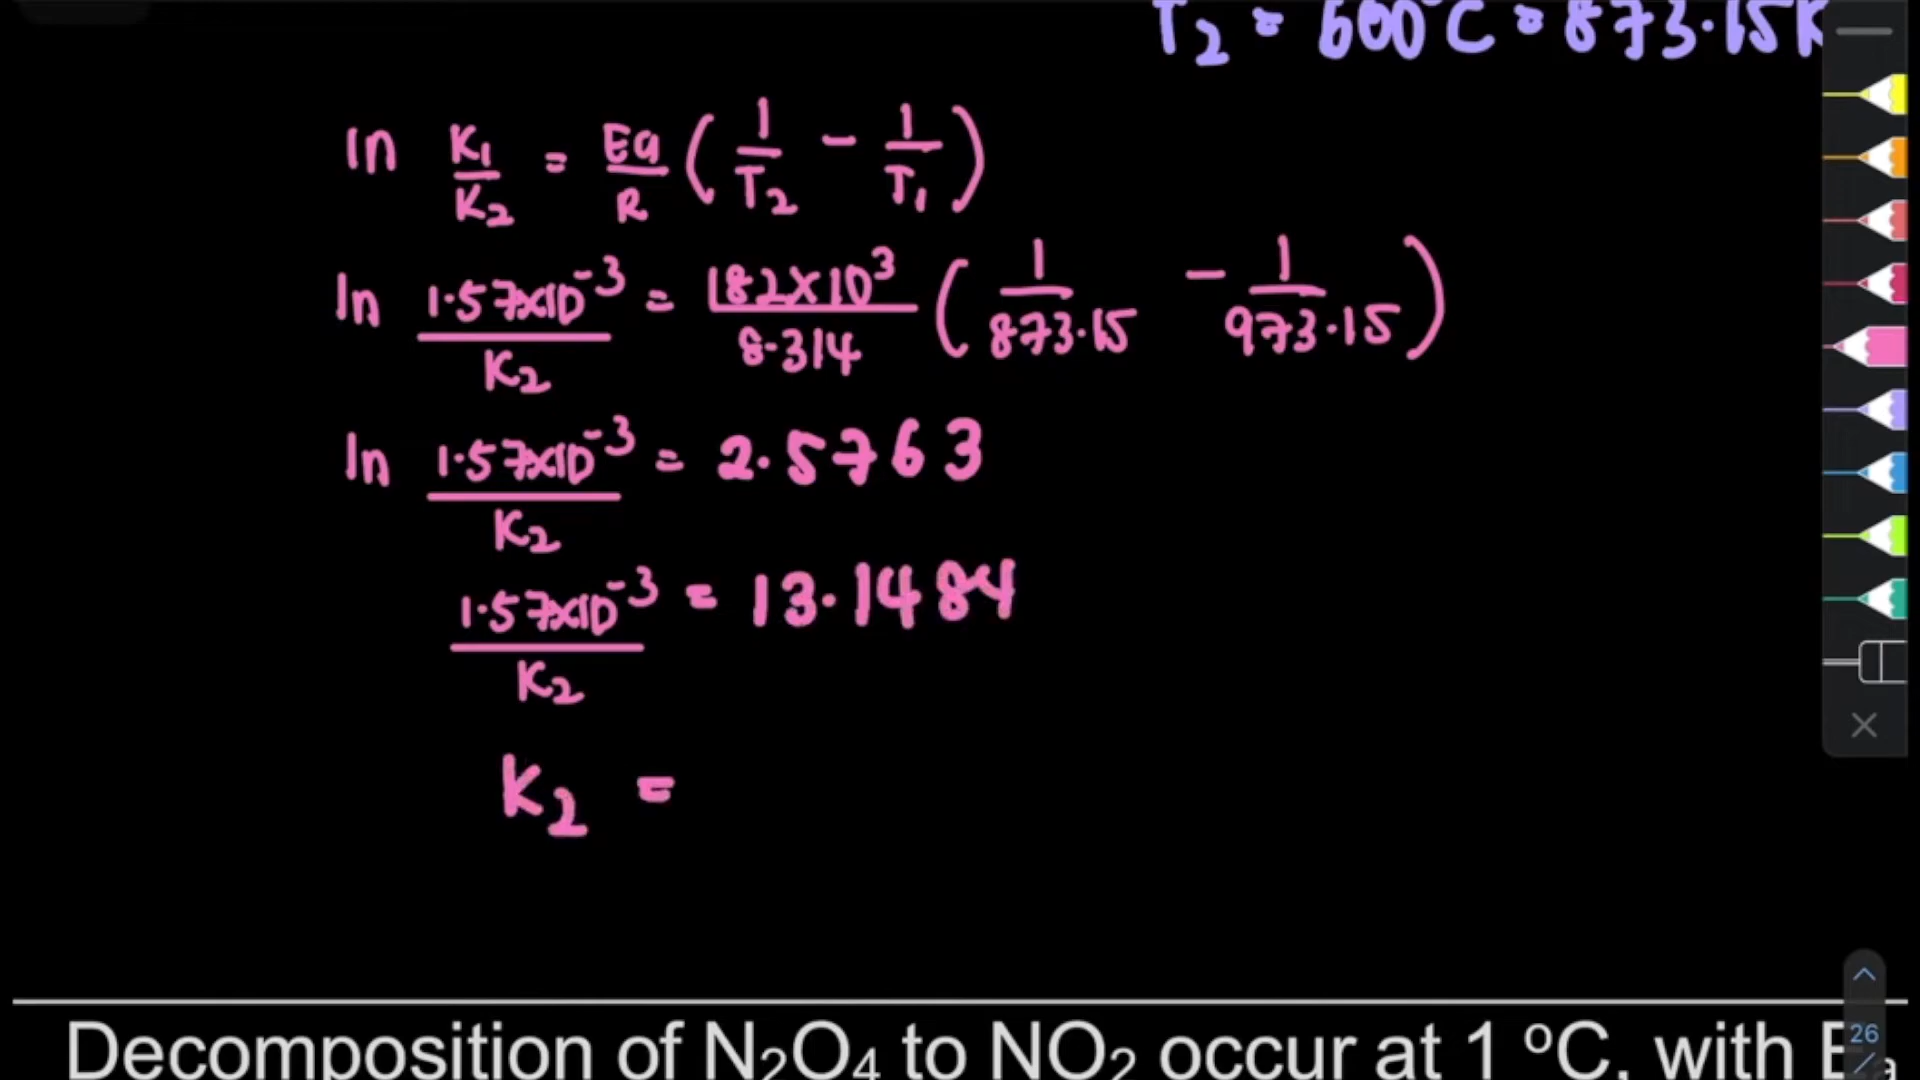 T₂ = 600°C = 873.15K
ln K₁/K₂ = Ea/R (1/T₂ - 1/T₁)
ln 1.57×10⁻³/K₂ = 182×10³/8.314 (1/873.15 - 1/973.15)
ln 1.57×10⁻³/K₂ = 2.5763
1.57×10⁻³/K₂ = 13.1484
K₂ =
26
Decomposition of N₂O₄ to NO₂ occur at 1 °C, with Eₐ